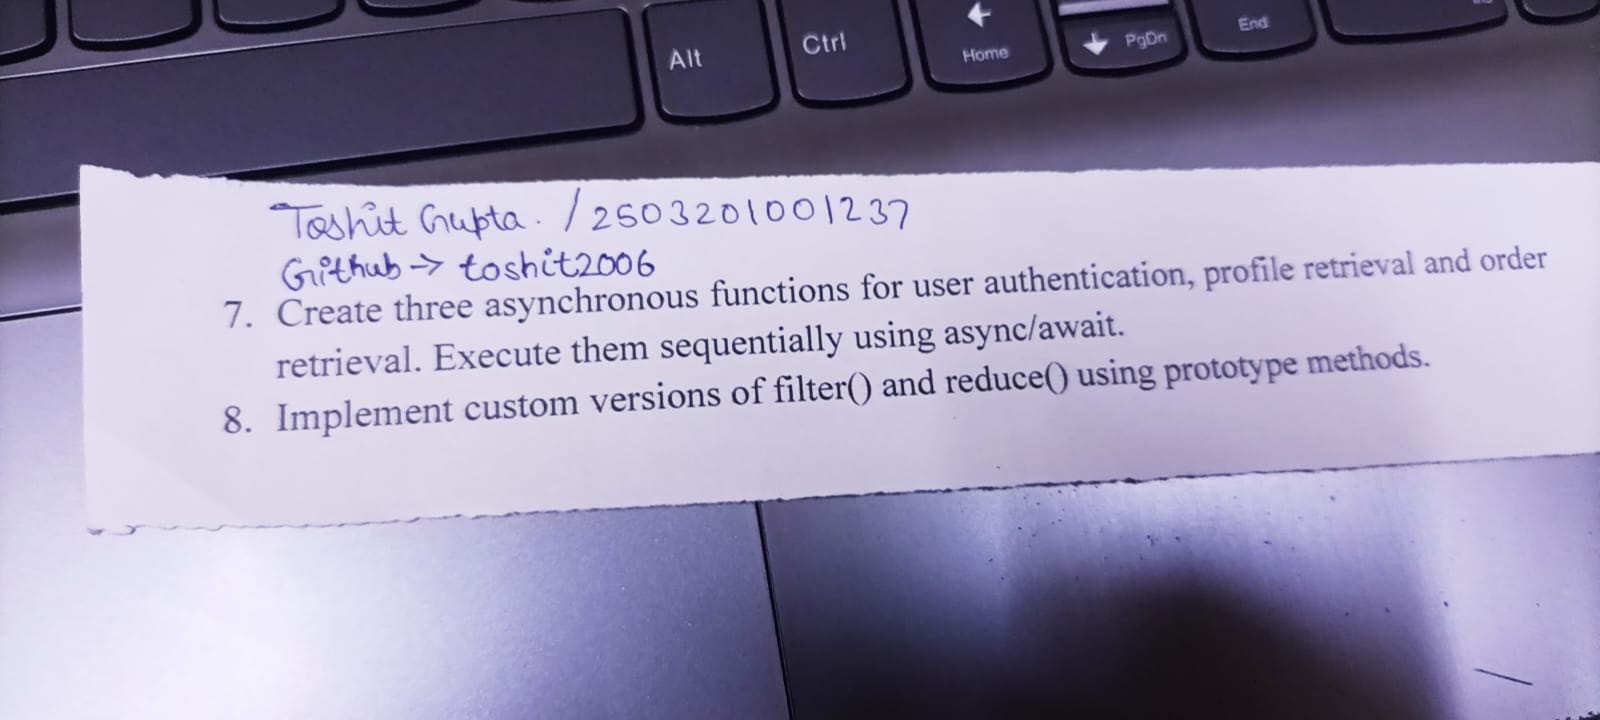 Alt
Ctrl
Home
PgDn
End
Toshit Gupta. / 2503201001237
Github → toshit2006
7. Create three asynchronous functions for user authentication, profile retrieval and order
retrieval. Execute them sequentially using async/await.
8. Implement custom versions of filter() and reduce() using prototype methods.